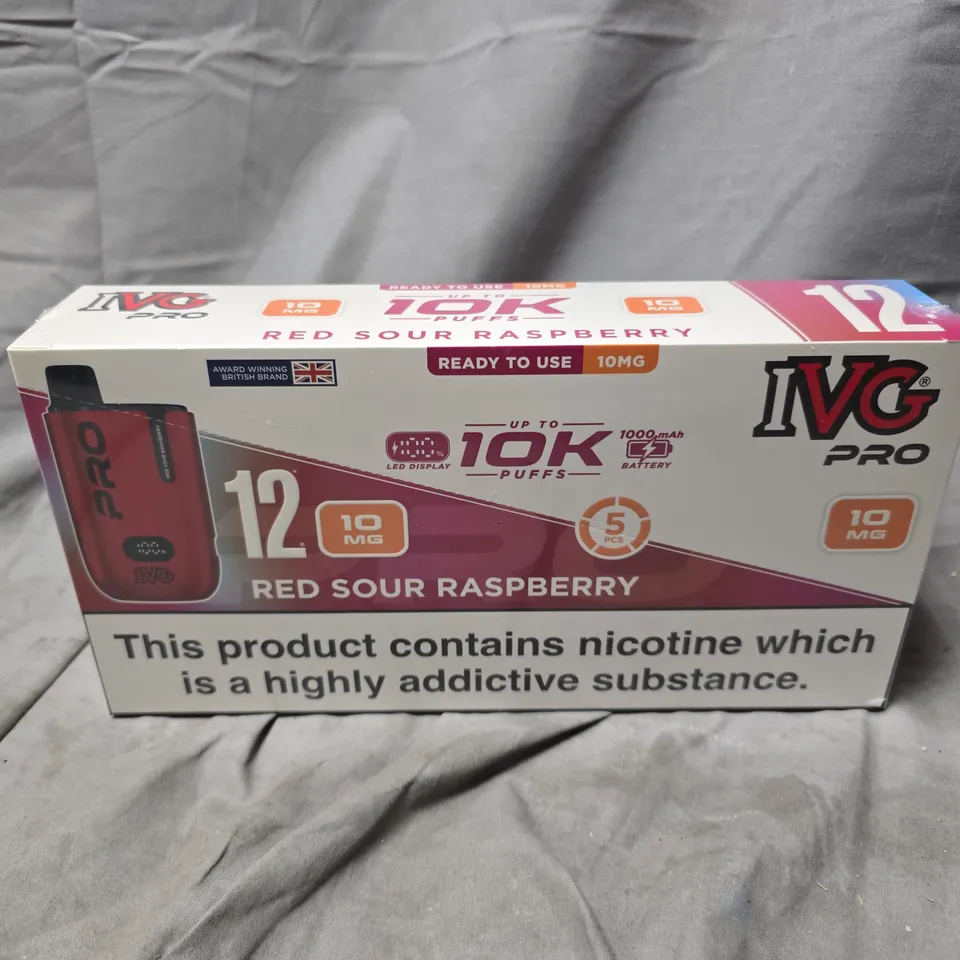 IVG
PRO
10
MG
READY TO USE 10MG
UP TO
10K
PUFFS
10
MG
12
RED SOUR RASPBERRY
AWARD WINNING
BRITISH BRAND
READY TO USE 10MG
IVG®
PRO
LED DISPLAY
UP TO
10K
PUFFS
1000mAh
BATTERY
PRO
RED SOUR RASPBERRY
IVG
12
10
MG
5
PCS
10
MG
RED SOUR RASPBERRY
This product contains nicotine which
is a highly addictive substance.